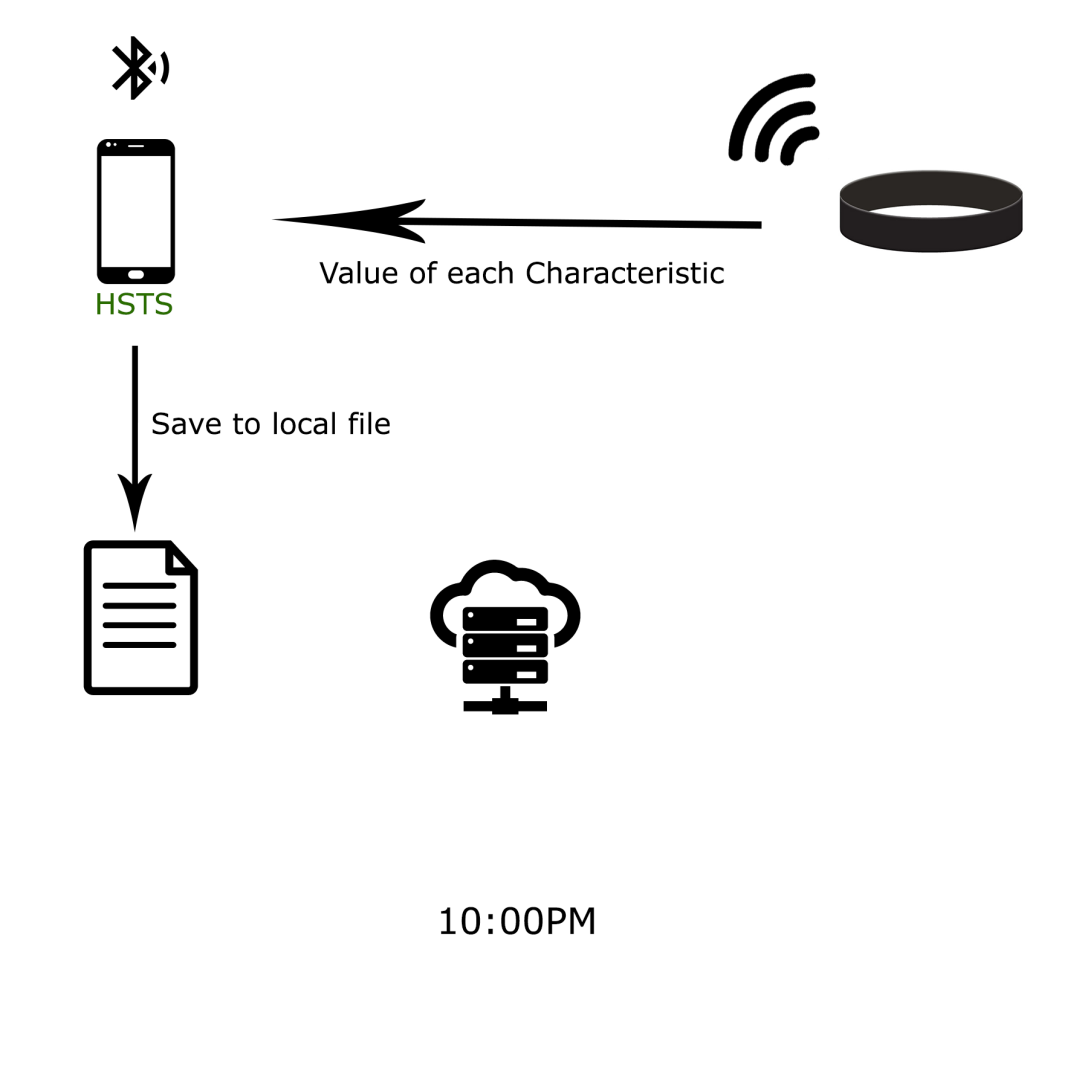 Value of each Characteristic
HSTS
Save to local file
10:00PM